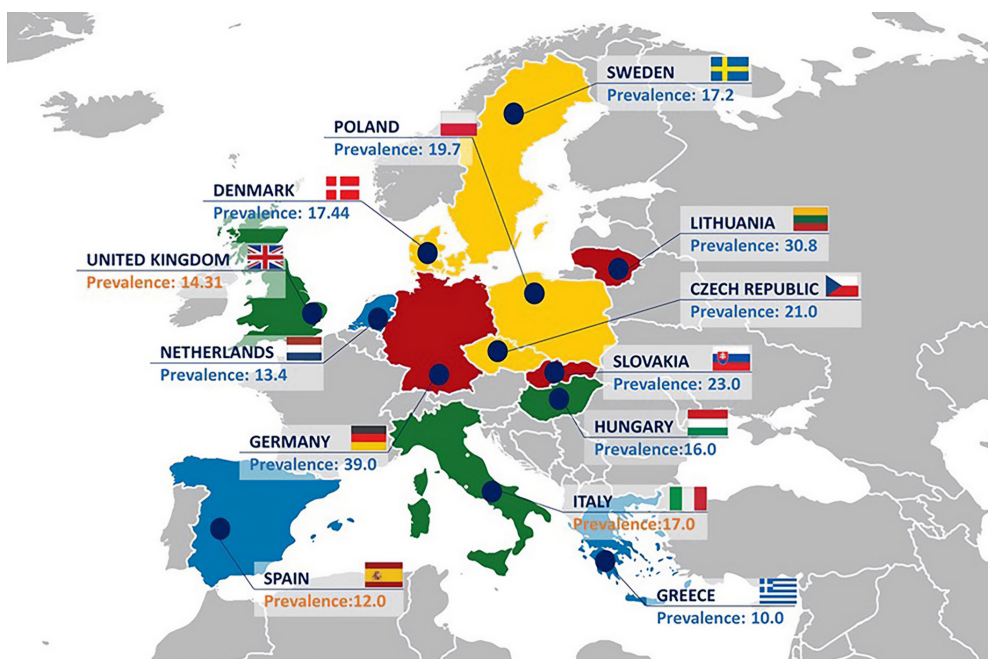 SWEDEN
Prevalence: 17.2
POLAND
Prevalence: 19.7
DENMARK
Prevalence: 17.44
LITHUANIA
Prevalence: 30.8
UNITED KINGDOM
Prevalence: 14.31
CZECH REPUBLIC
Prevalence: 21.0
NETHERLANDS
Prevalence: 13.4
SLOVAKIA
Prevalence: 23.0
HUNGARY
Prevalence:16.0
GERMANY
Prevalence: 39.0
ITALY
Prevalence:17.0
SPAIN
Prevalence:12.0
GREECE
Prevalence: 10.0